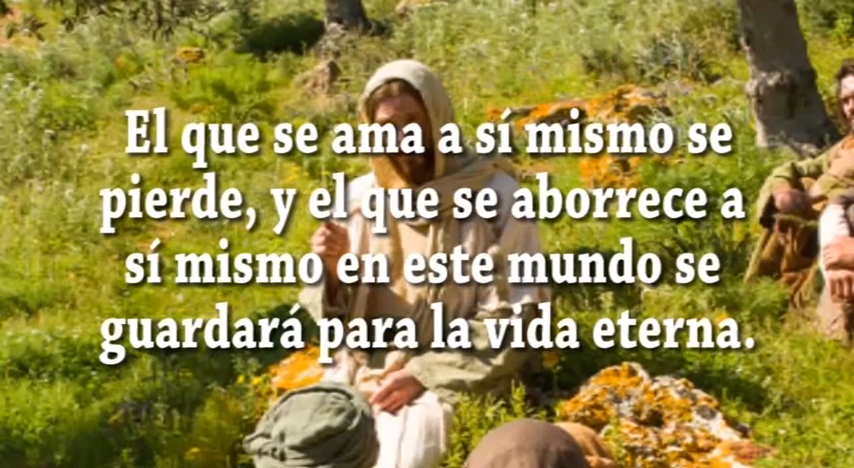 El que se ama a sí mismo se
pierde, y el que se aborrece a
sí mismo en este mundo se
guardará para la vida eterna.